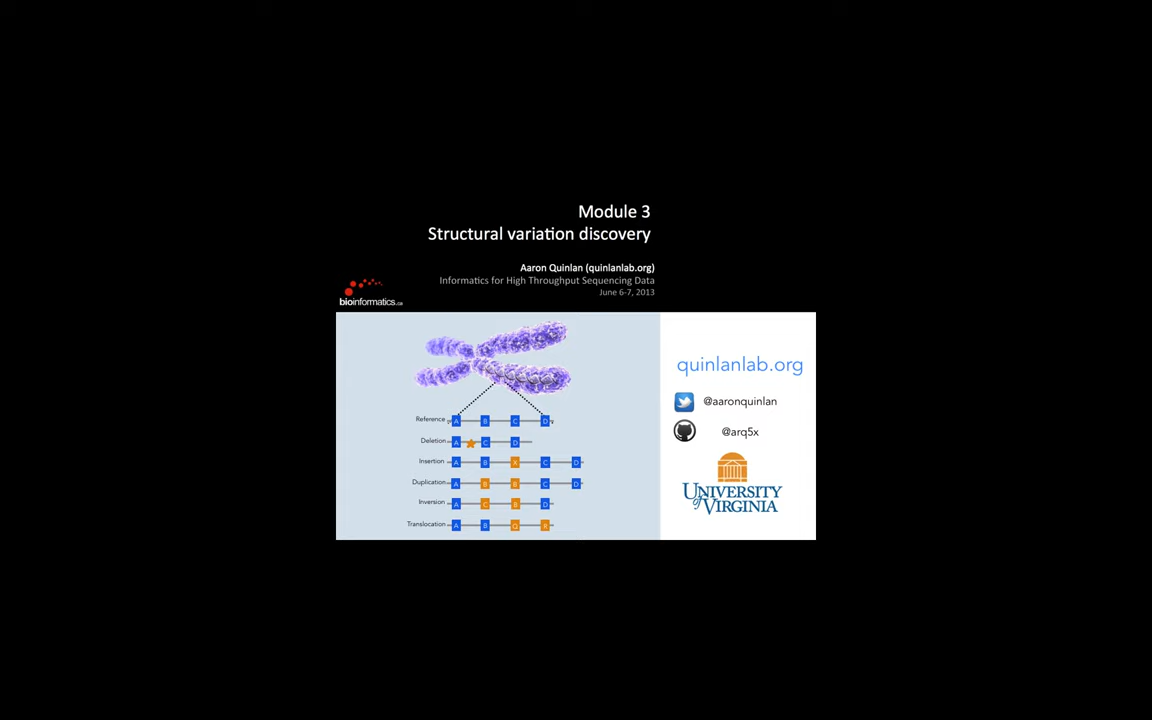 Module 3
Structural variation discovery
Aaron Quinlan (quinlanlab.org)
Informatics for High Throughput Sequencing Data
June 6-7, 2013
bioinformatics.ca
quinlanlab.org
@aaronquinlan
@arq5x
UNIVERSITY
of VIRGINIA
Reference A B C D
Deletion A C D
Insertion A B X C D
Duplication A B B C D
Inversion A C B D
Translocation A B Q R